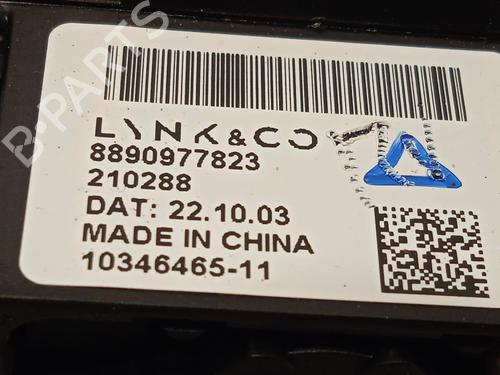 LYNK&CO
8890977823
210288
DAT: 22.10.03
MADE IN CHINA
10346465-11
B-PARTS